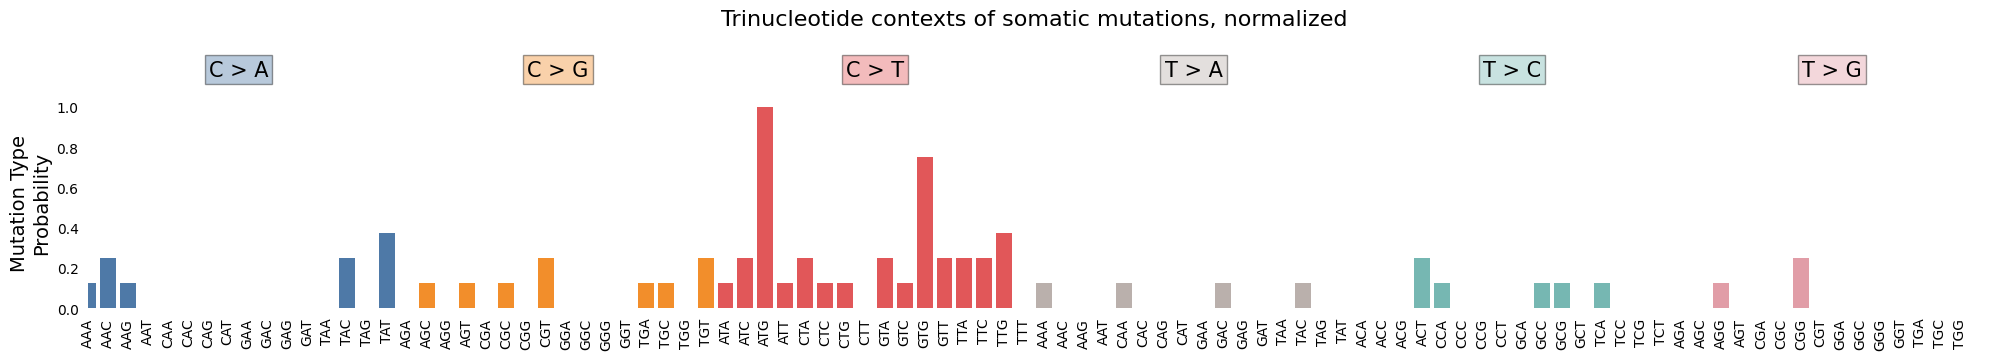 Trinucleotide contexts of somatic mutations, normalized
C > A
C > G
C > T
T > A
T > C
T > G
Mutation Type
Probability
1.0
0.8
0.6
0.4
0.2
0.0
AAA
AAC
AAG
AAT
CAA
CAC
CAG
CAT
GAA
GAC
GAG
GAT
TAA
TAC
TAG
TAT
AGA
AGC
AGG
AGT
CGA
CGC
CGG
CGT
GGA
GGC
GGG
GGT
TGA
TGC
TGG
TGT
ATA
ATC
ATG
ATT
CTA
CTC
CTG
CTT
GTA
GTC
GTG
GTT
TTA
TTC
TTG
TTT
AAA
AAC
AAG
AAT
CAA
CAC
CAG
CAT
GAA
GAC
GAG
GAT
TAA
TAC
TAG
TAT
ACA
ACC
ACG
ACT
CCA
CCC
CCG
CCT
GCA
GCC
GCG
GCT
TCA
TCC
TCG
TCT
AGA
AGC
AGG
AGT
CGA
CGC
CGG
CGT
GGA
GGC
GGG
GGT
TGA
TGC
TGG